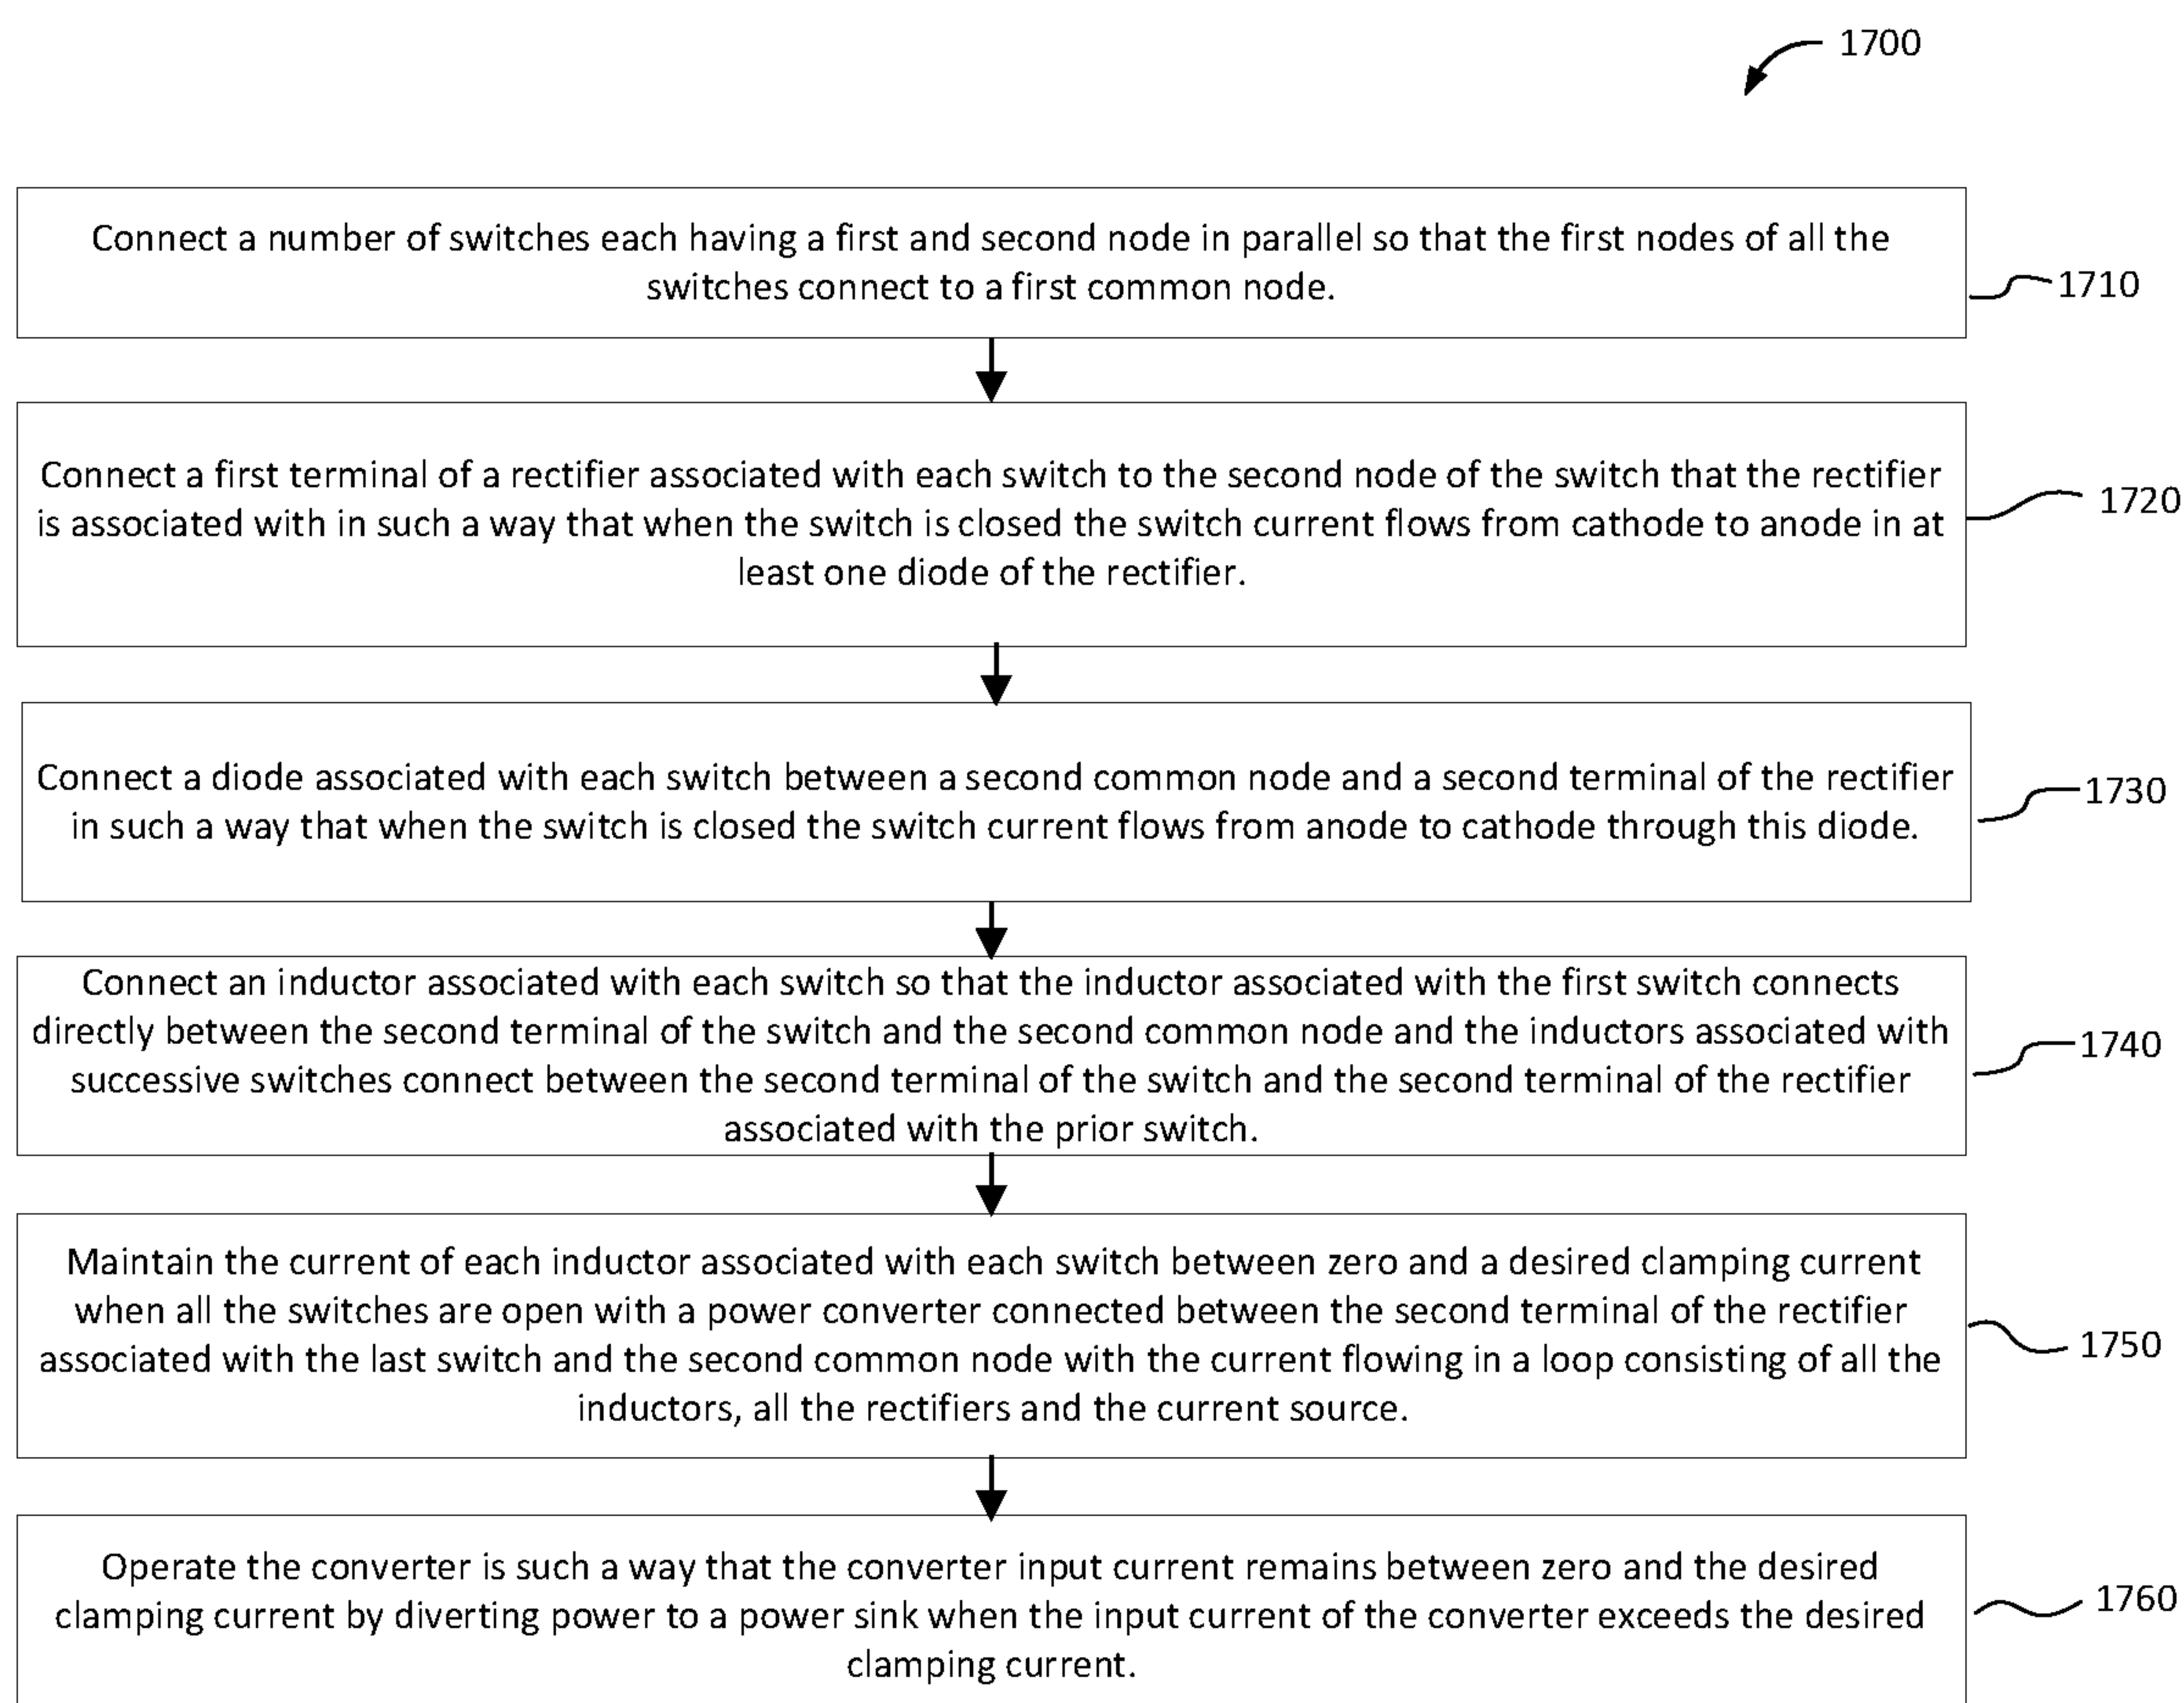 1700
Connect a number of switches each having a first and second node in parallel so that the first nodes of all the
switches connect to a first common node.
1710
Connect a first terminal of a rectifier associated with each switch to the second node of the switch that the rectifier
is associated with in such a way that when the switch is closed the switch current flows from cathode to anode in at
least one diode of the rectifier.
1720
Connect a diode associated with each switch between a second common node and a second terminal of the rectifier
in such a way that when the switch is closed the switch current flows from anode to cathode through this diode.
1730
Connect an inductor associated with each switch so that the inductor associated with the first switch connects
directly between the second terminal of the switch and the second common node and the inductors associated with
successive switches connect between the second terminal of the switch and the second terminal of the rectifier
associated with the prior switch.
1740
Maintain the current of each inductor associated with each switch between zero and a desired clamping current
when all the switches are open with a power converter connected between the second terminal of the rectifier
associated with the last switch and the second common node with the current flowing in a loop consisting of all the
inductors, all the rectifiers and the current source.
1750
Operate the converter is such a way that the converter input current remains between zero and the desired
clamping current by diverting power to a power sink when the input current of the converter exceeds the desired
clamping current.
1760